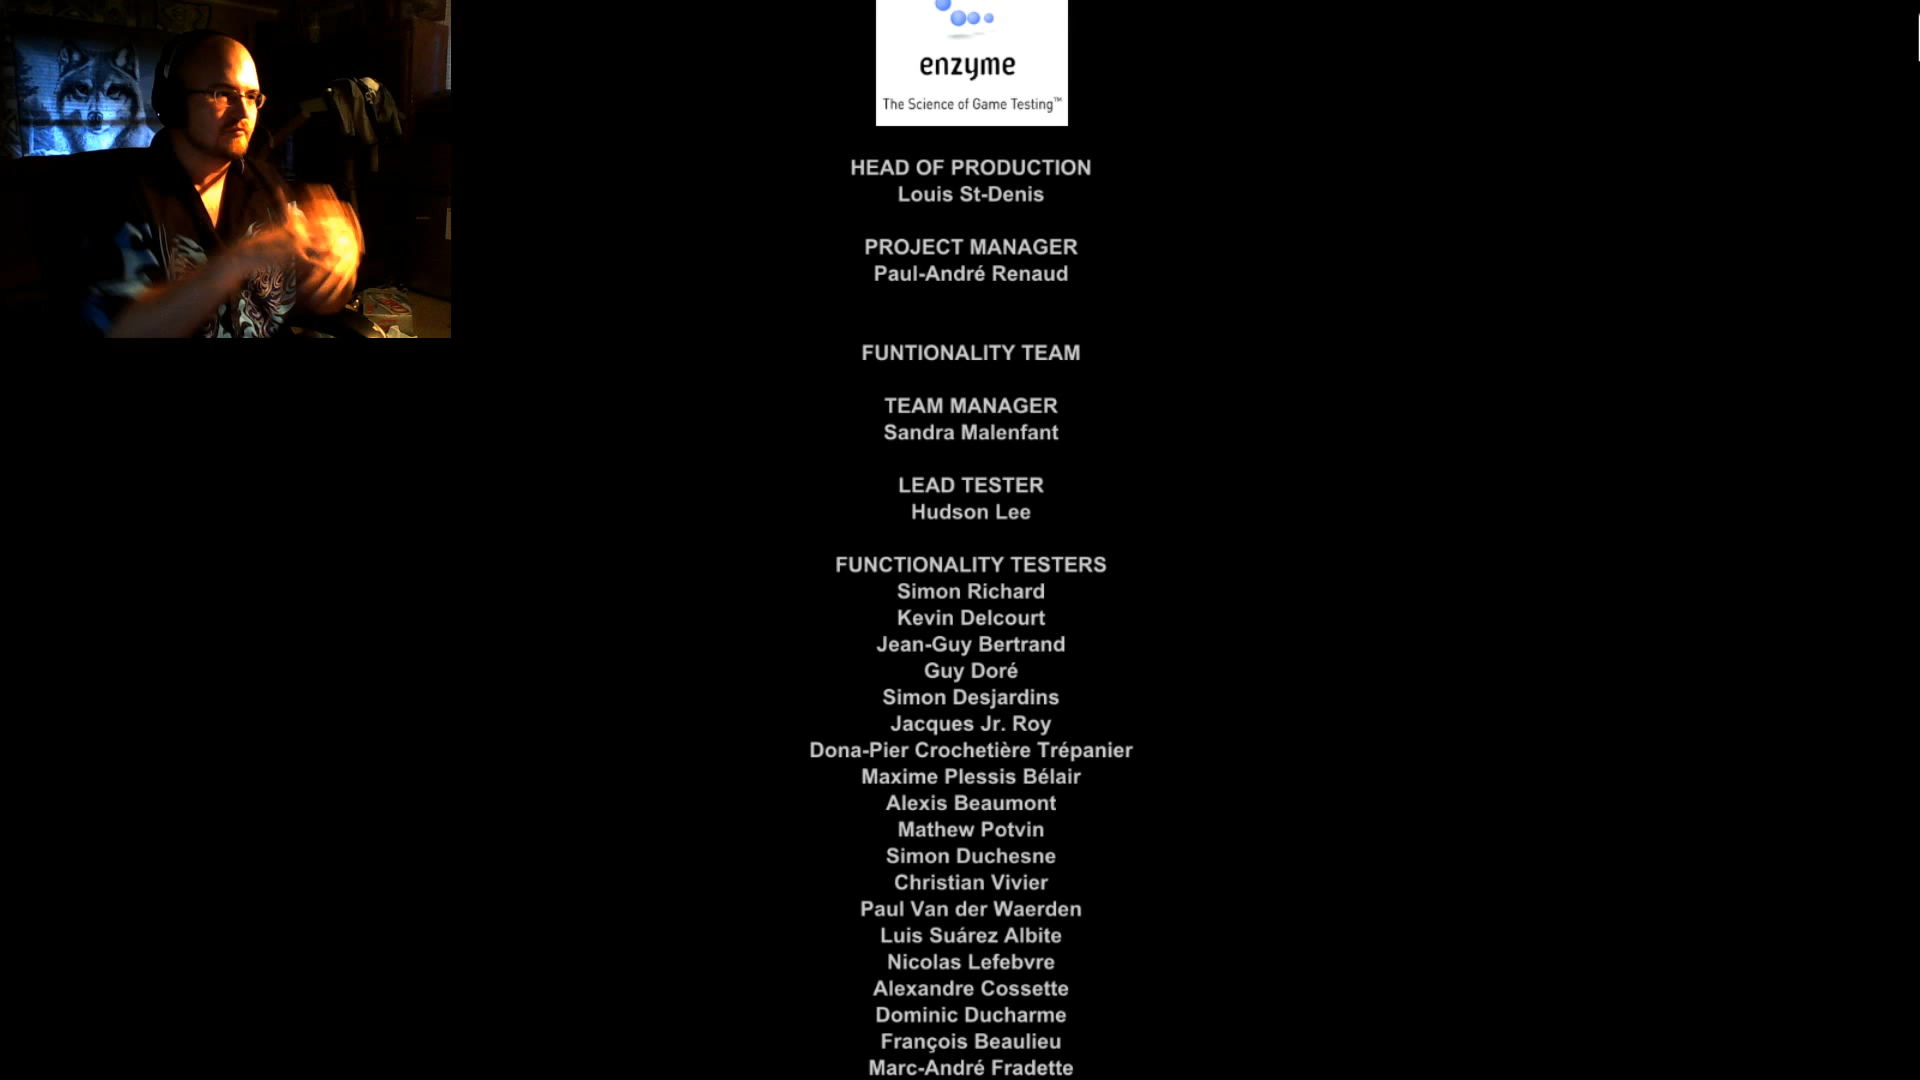 enzyme
The Science of Game Testing™
HEAD OF PRODUCTION
Louis St-Denis
PROJECT MANAGER
Paul-André Renaud
FUNTIONALITY TEAM
TEAM MANAGER
Sandra Malenfant
LEAD TESTER
Hudson Lee
FUNCTIONALITY TESTERS
Simon Richard
Kevin Delcourt
Jean-Guy Bertrand
Guy Doré
Simon Desjardins
Jacques Jr. Roy
Dona-Pier Crochetière Trépanier
Maxime Plessis Bélair
Alexis Beaumont
Mathew Potvin
Simon Duchesne
Christian Vivier
Paul Van der Waerden
Luis Suárez Albite
Nicolas Lefebvre
Alexandre Cossette
Dominic Ducharme
François Beaulieu
Marc-André Fradette